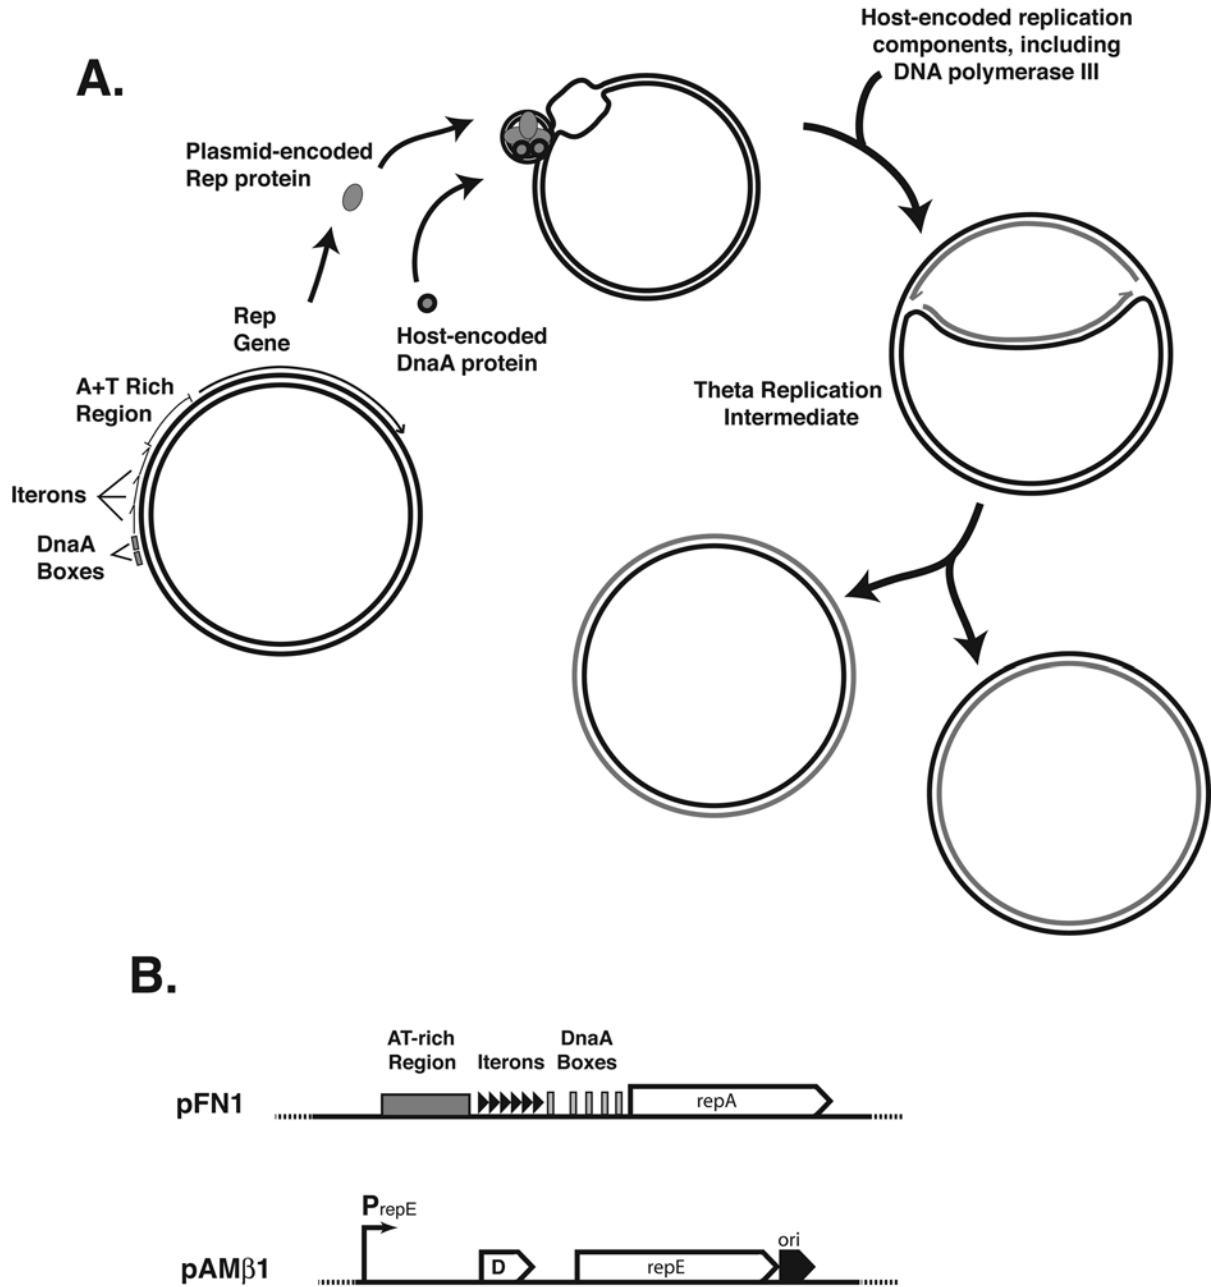 A.
Host-encoded replication
components, including
DNA polymerase III
Plasmid-encoded
Rep protein
Host-encoded
DnaA protein
Rep
Gene
A+T Rich
Region
Iterons
DnaA
Boxes
Theta Replication
Intermediate
B.
AT-rich
Region
Iterons
DnaA
Boxes
pFN1
repA
PrepE
pAMβ1
D
repE
ori